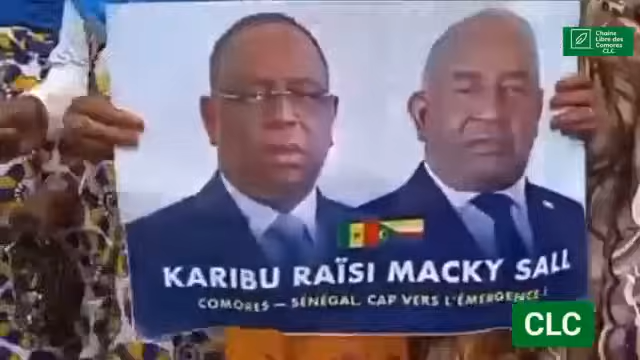 Chaîne
Libre des
Comores
CLC
KARIBU RAÏSI MACKY SALL
COMORES – SÉNÉGAL, CAP VERS L'ÉMERGENCE !
CLC